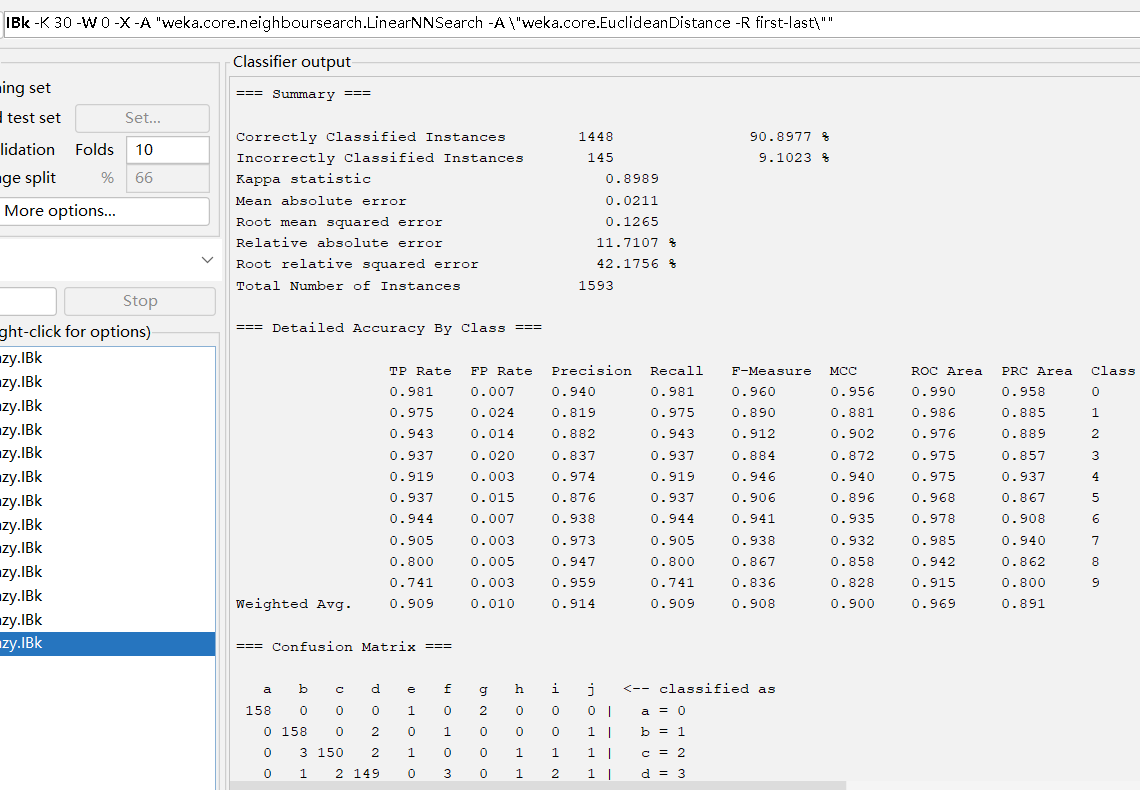 IBk -K 30 -W 0 -X -A "weka.core.neighboursearch.LinearNNSearch -A \"weka.core.EuclideanDistance -R first-last\""
ing set
test set Set...
lidation Folds 10
ge split % 66
More options...
Stop
ght-click for options)
zy.IBk
zy.IBk
zy.IBk
zy.IBk
zy.IBk
zy.IBk
zy.IBk
zy.IBk
zy.IBk
zy.IBk
zy.IBk
zy.IBk
zy.IBk
Classifier output
=== Summary ===
Correctly Classified Instances 1448 90.8977 %
Incorrectly Classified Instances 145 9.1023 %
Kappa statistic 0.8989
Mean absolute error 0.0211
Root mean squared error 0.1265
Relative absolute error 11.7107 %
Root relative squared error 42.1756 %
Total Number of Instances 1593
=== Detailed Accuracy By Class ===
TP Rate FP Rate Precision Recall F-Measure MCC ROC Area PRC Area Class
0.981 0.007 0.940 0.981 0.960 0.956 0.990 0.958 0
0.975 0.024 0.819 0.975 0.890 0.881 0.986 0.885 1
0.943 0.014 0.882 0.943 0.912 0.902 0.976 0.889 2
0.937 0.020 0.837 0.937 0.884 0.872 0.975 0.857 3
0.919 0.003 0.974 0.919 0.946 0.940 0.975 0.937 4
0.937 0.015 0.876 0.937 0.906 0.896 0.968 0.867 5
0.944 0.007 0.938 0.944 0.941 0.935 0.978 0.908 6
0.905 0.003 0.973 0.905 0.938 0.932 0.985 0.940 7
0.800 0.005 0.947 0.800 0.867 0.858 0.942 0.862 8
0.741 0.003 0.959 0.741 0.836 0.828 0.915 0.800 9
Weighted Avg. 0.909 0.010 0.914 0.909 0.908 0.900 0.969 0.891
=== Confusion Matrix ===
a b c d e f g h i j <-- classified as
158 0 0 0 1 0 2 0 0 0 | a = 0
0 158 0 2 0 1 0 0 0 1 | b = 1
0 3 150 2 1 0 0 1 1 1 | c = 2
0 1 2 149 0 3 0 1 2 1 | d = 3